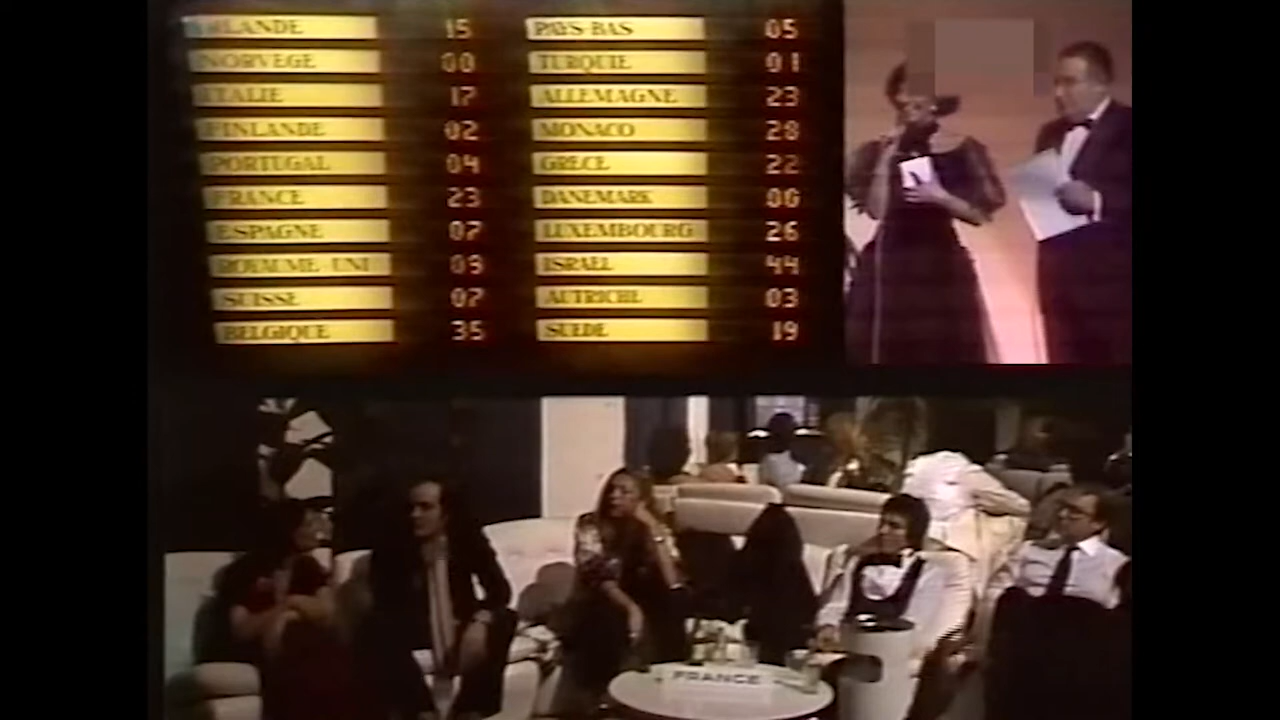 IRLANDE 15 PAYS-BAS 05
NORVEGE 00 TURQUIE 01
ITALIE 17 ALLEMAGNE 23
FINLANDE 02 MONACO 28
PORTUGAL 04 GRECE 22
FRANCE 23 DANEMARK 06
ESPAGNE 07 LUXEMBOURG 26
ROYAUME UNI 09 ISRAEL 44
SUISSE 07 AUTRICHE 03
BELGIQUE 35 SUEDE 19
FRANCE